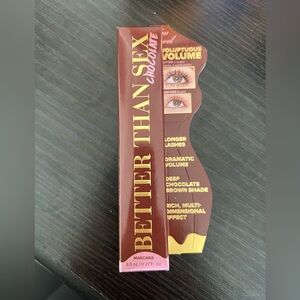 BETTER THAN SEX
CHOCOLATE
MASCARA
VOLUPTUOUS
VOLUME
LONGER
LASHES
DRAMATIC
VOLUME
DEEP
CHOCOLATE
BROWN SHADE
RICH, MULTI-
DIMENSIONAL
EFFECT